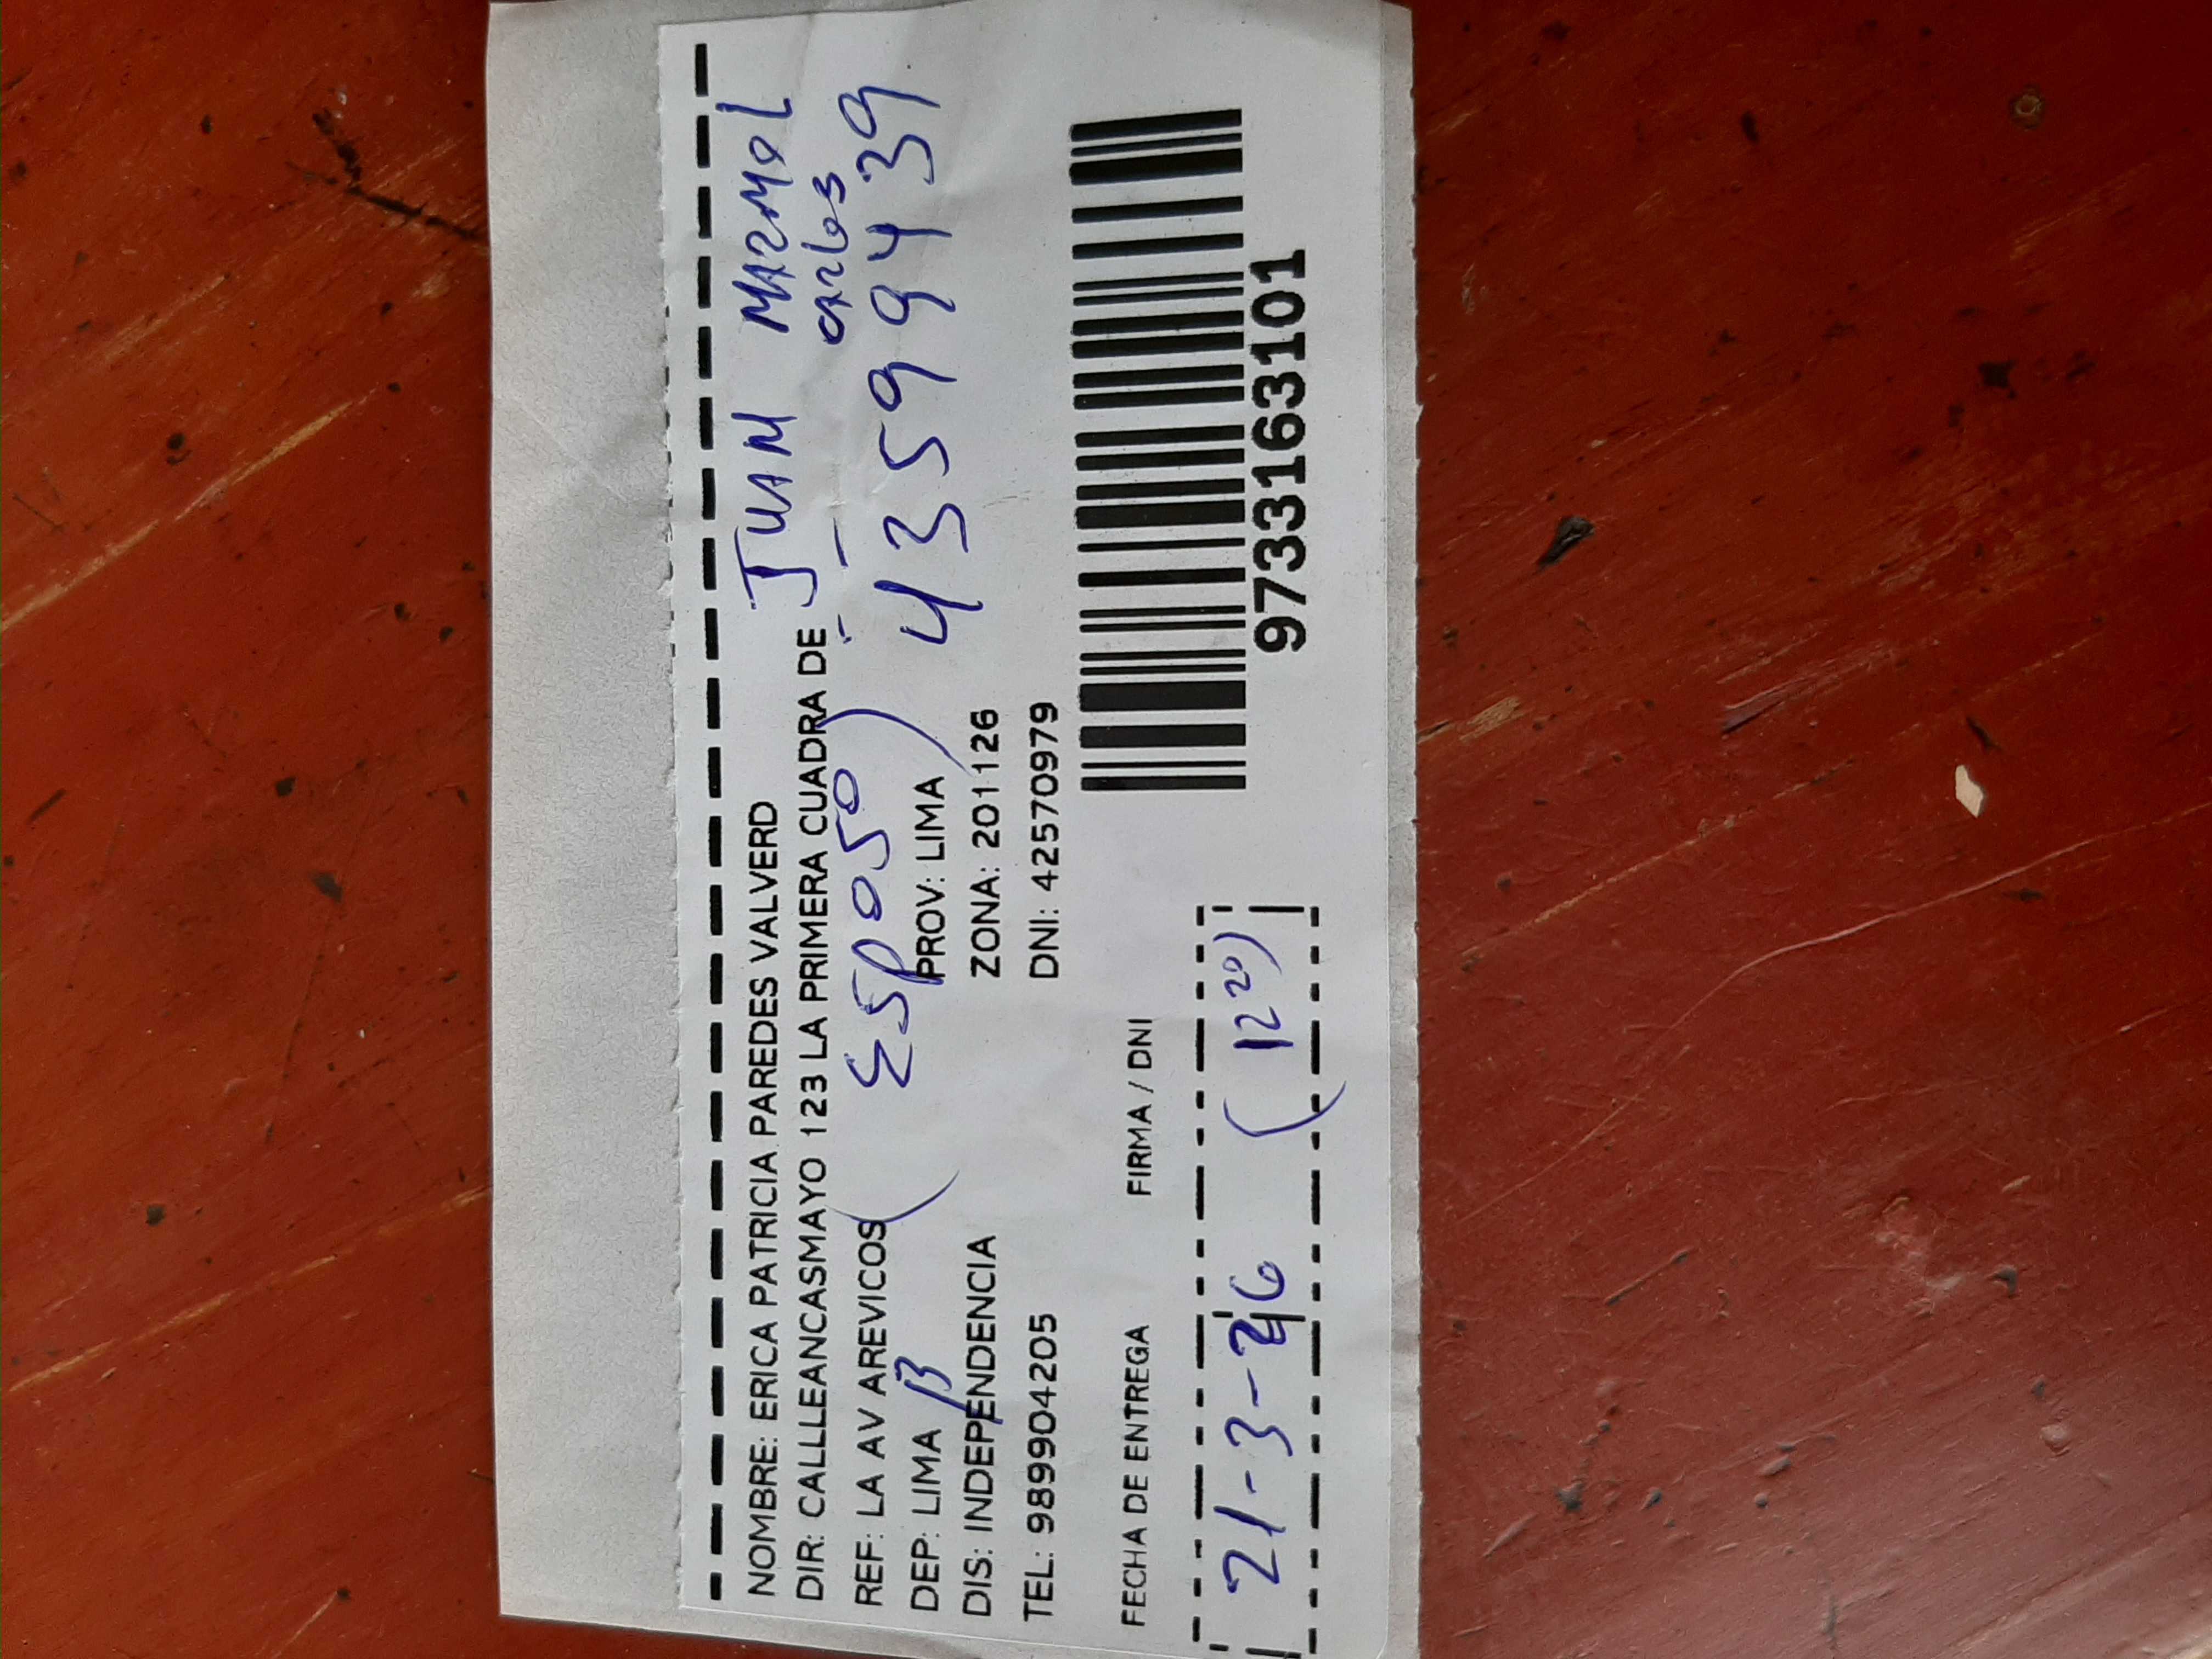 NOMBRE: ERICA PATRICIA PAREDES VALVERD
JUAN MARMOL
DIR: CALLLEANCASMAYO 123 LA PRIMERA CUADRA DE
CARLOS
REF: LA AV AREVICOS
(ESPOSO)
43599439
DEP: LIMA
PROV: LIMA
DIS: INDEPENDENCIA
ZONA: 201126
TEL: 989904205
DNI: 42570979
FECHA DE ENTREGA
FIRMA / DNI
21-3-26 (12 20)
9733163101